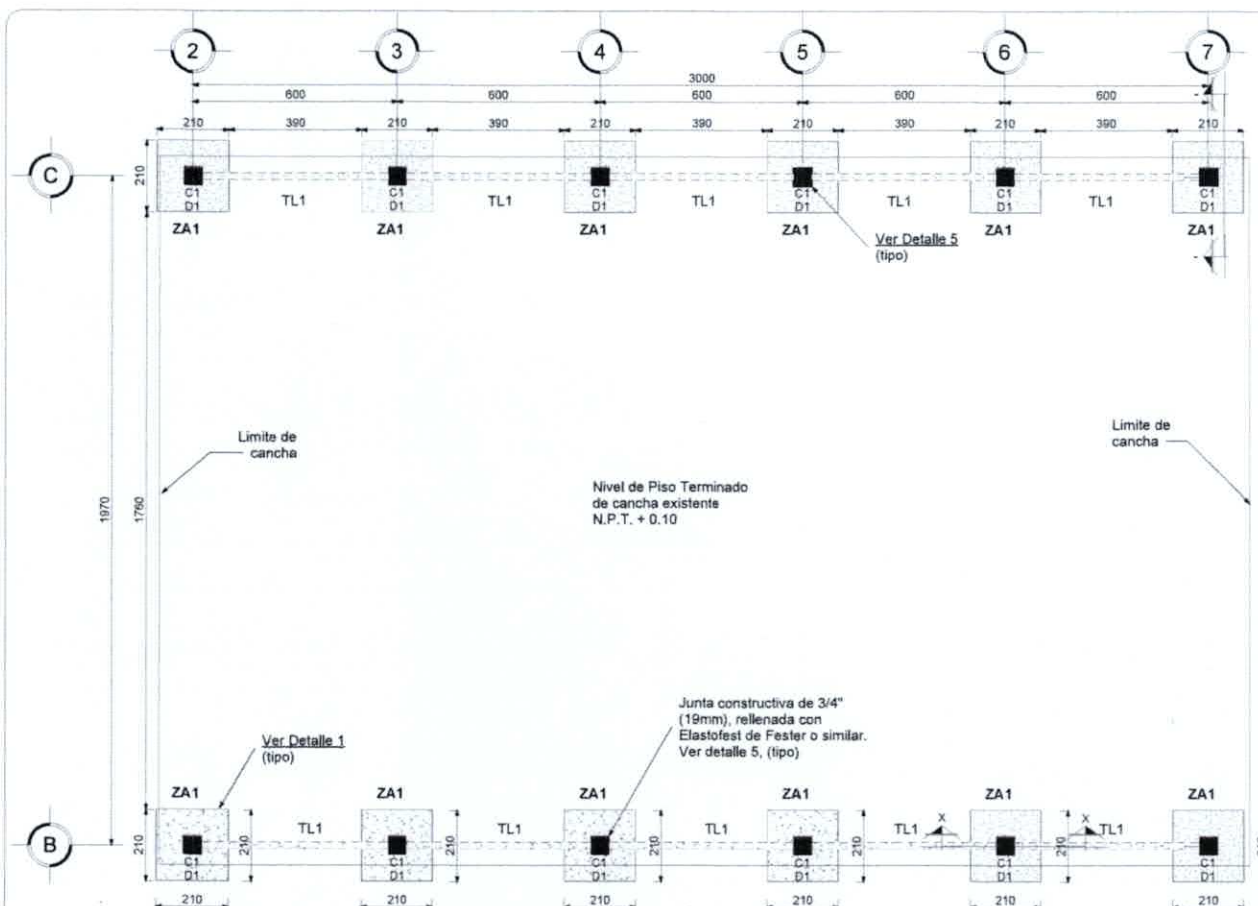 2 3 4 5 6 7
3000
600 600 600 600 600
210 390 210 390 210 390 210 390 210 390 210
C
210
C1 C1 C1 C1 C1 C1
D1 D1 D1 D1 D1 D1
TL1 TL1 TL1 TL1 TL1
ZA1 ZA1 ZA1 ZA1 ZA1 ZA1
Ver Detalle 5
(tipo)
Limite de
cancha
Limite de
cancha
1970
1760
Nivel de Piso Terminado
de cancha existente
N.P.T. + 0.10
Junta constructiva de 3/4"
(19mm), rellenada con
Elastofest de Fester o similar.
Ver detalle 5, (tipo)
Ver Detalle 1
(tipo)
ZA1 ZA1 ZA1 ZA1 ZA1 ZA1
TL1 TL1 TL1 TL1 X X TL1
B
210 210 210 210 210 210
C1 C1 C1 C1 C1 C1
D1 D1 D1 D1 D1 D1
210 210 210 210 210 210